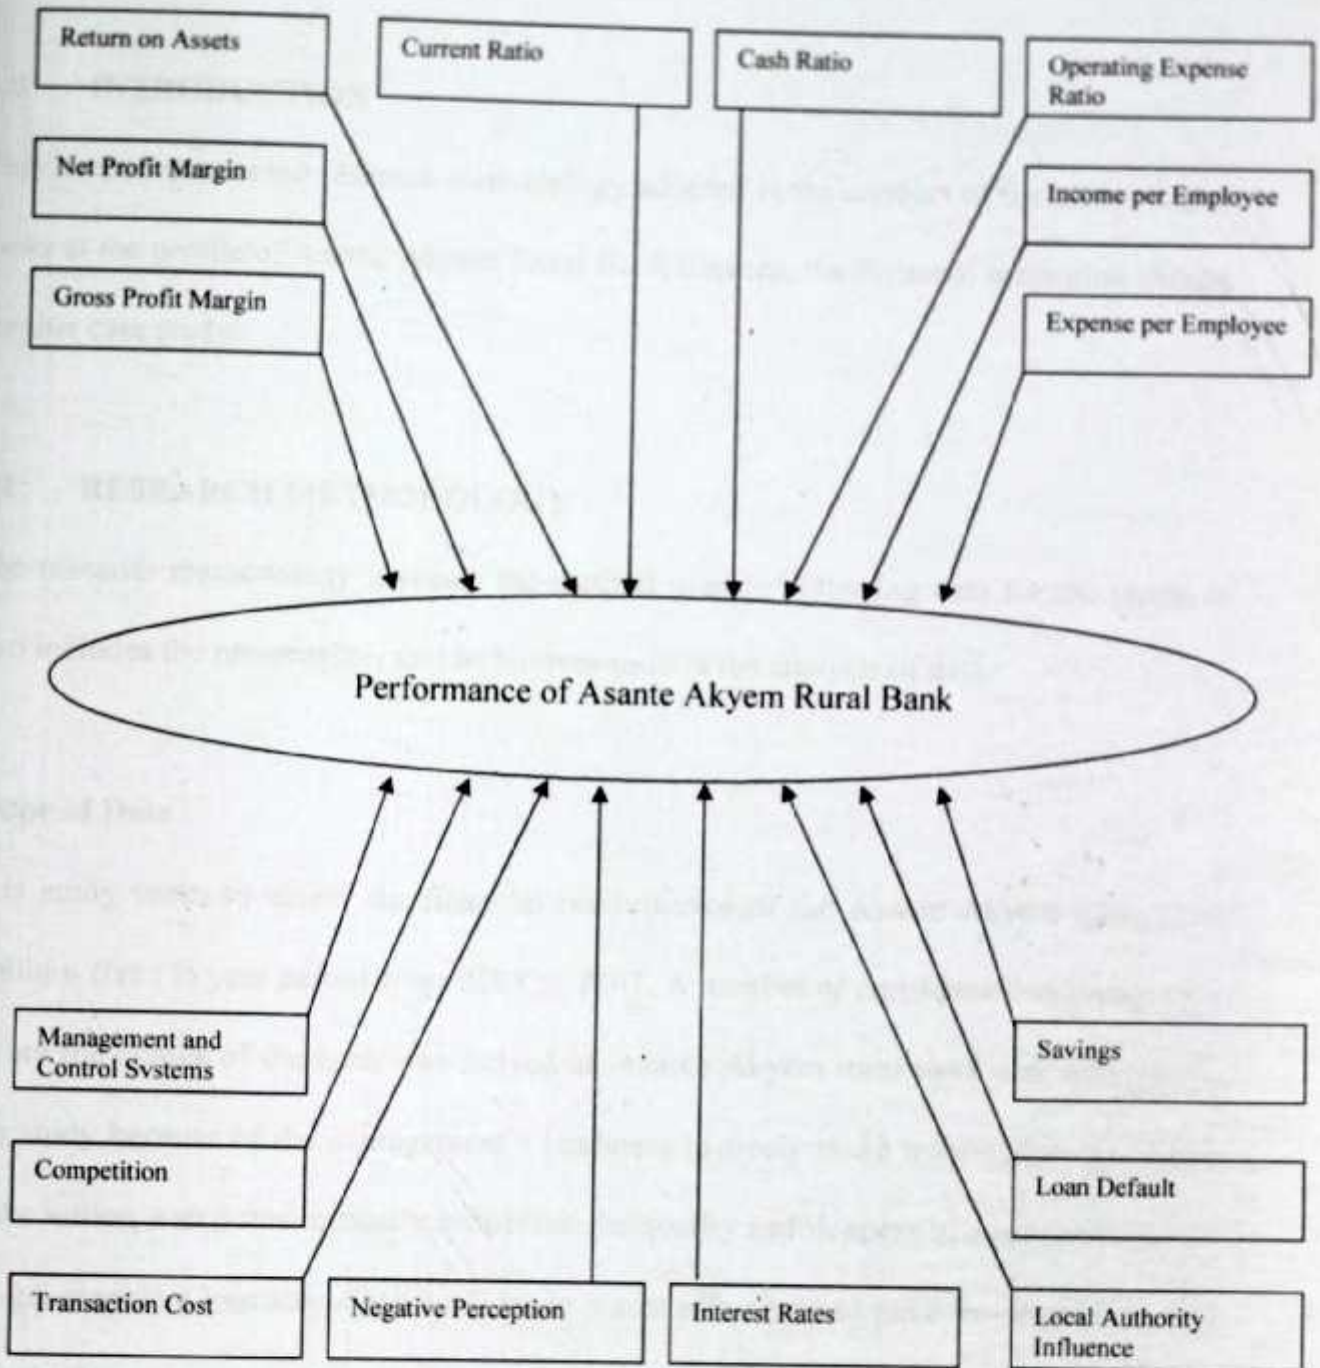 Return on Assets
Current Ratio
Cash Ratio
Operating Expense
Ratio
Net Profit Margin
Income per Employee
Gross Profit Margin
Expense per Employee
Performance of Asante Akyem Rural Bank
Management and
Control Systems
Savings
Competition
Loan Default
Transaction Cost
Negative Perception
Interest Rates
Local Authority
Influence